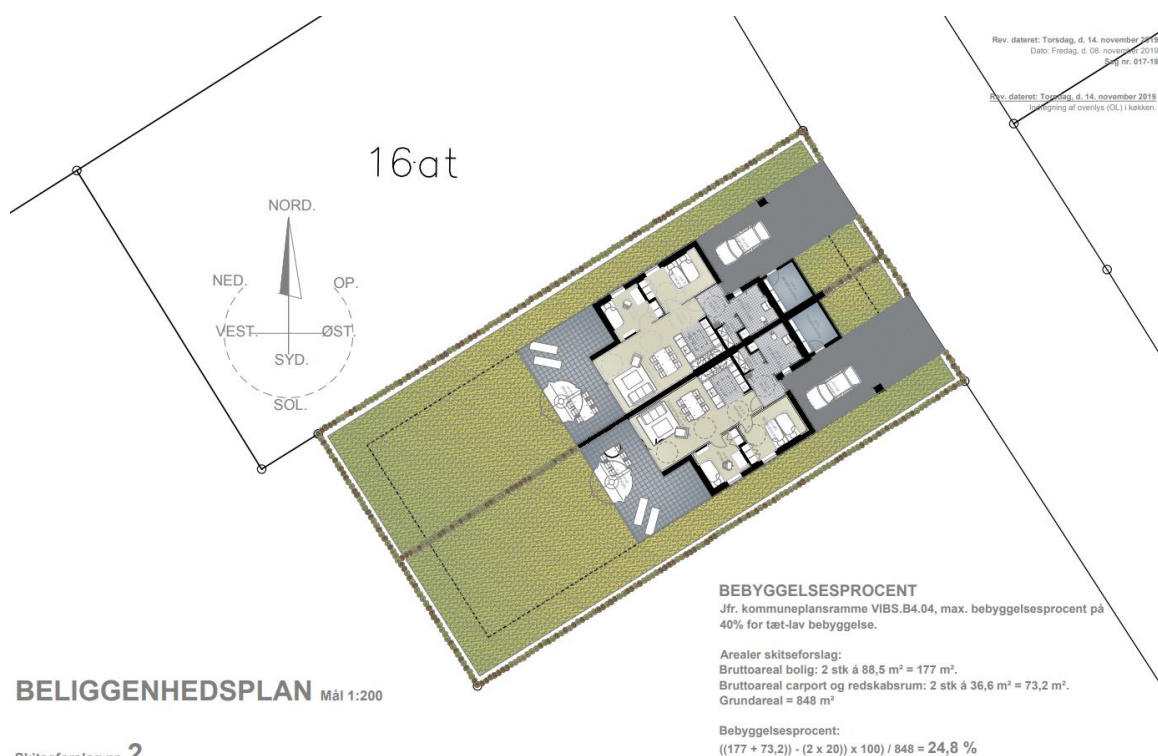 Rev. dateret: Torsdag, d. 14. november 2019
Dato: Fredag, d. 08. november 2019
Sag nr. 017-19
Rev. dateret: Torsdag, d. 14. november 2019
Indtegning af ovenlys (OL) i køkken.
16at
NORD.
NED. OP.
VEST. ØST.
SYD.
SOL.
BEBYGGELSESPROCENT
Jfr. kommuneplansramme VIBS.B4.04, max. bebyggelsesprocent på
40% for tæt-lav bebyggelse.
Arealer skitseforslag:
Bruttoareal bolig: 2 stk á 88,5 m² = 177 m².
Bruttoareal carport og redskabsrum: 2 stk á 36,6 m² = 73,2 m².
Grundareal = 848 m²
Bebyggelsesprocent:
((177 + 73,2)) - (2 x 20)) x 100) / 848 = 24,8 %
BELIGGENHEDSPLAN Mål 1:200
Skitseforslag nr. 2